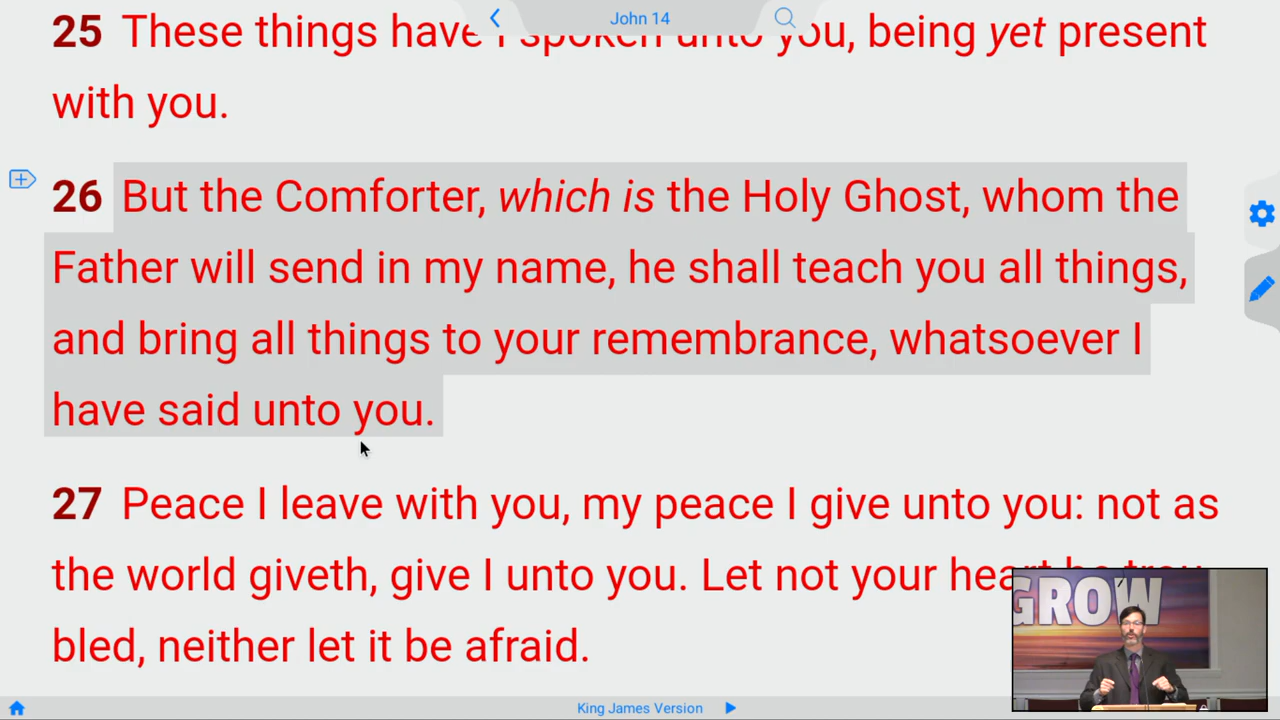 John 14
25 These things have I spoken unto you, being yet present
with you.
26 But the Comforter, which is the Holy Ghost, whom the
Father will send in my name, he shall teach you all things,
and bring all things to your remembrance, whatsoever I
have said unto you.
27 Peace I leave with you, my peace I give unto you: not as
the world giveth, give I unto you. Let not your heart be trou
bled, neither let it be afraid.
GROW
King James Version